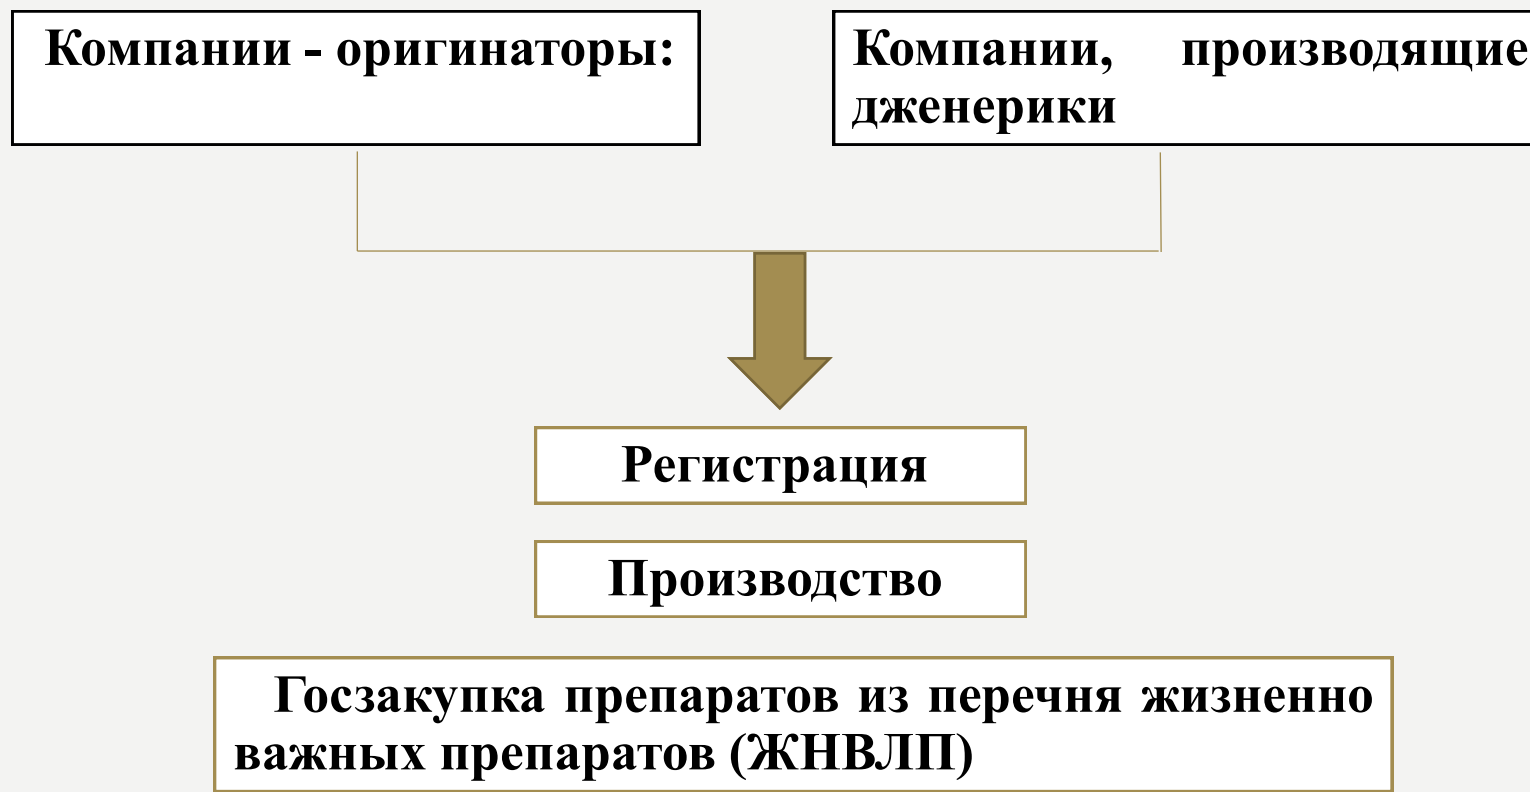 Компании - оригинаторы:
Компании, производящие
дженерики
Регистрация
Производство
Госзакупка препаратов из перечня жизненно
важных препаратов (ЖНВЛП)